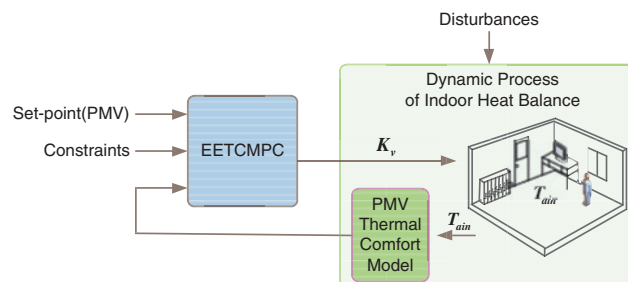 Disturbances
Dynamic Process
of Indoor Heat Balance
Set-point(PMV)
Constraints
EETCMPC
K_v
T_ain
PMV
Thermal
Comfort
Model
T_ain